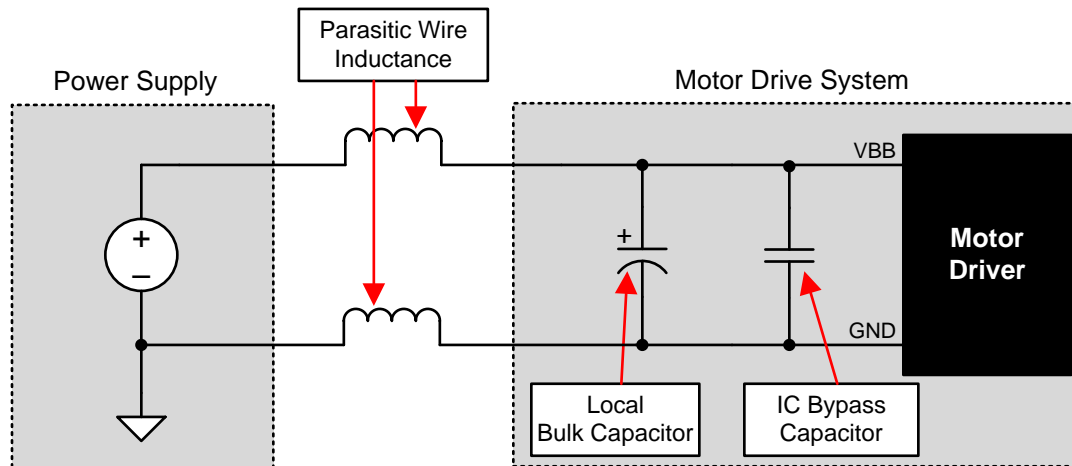 Parasitic Wire
Inductance
Power Supply
Motor Drive System
VBB
+
–
+
Motor
Driver
GND
Local
Bulk Capacitor
IC Bypass
Capacitor